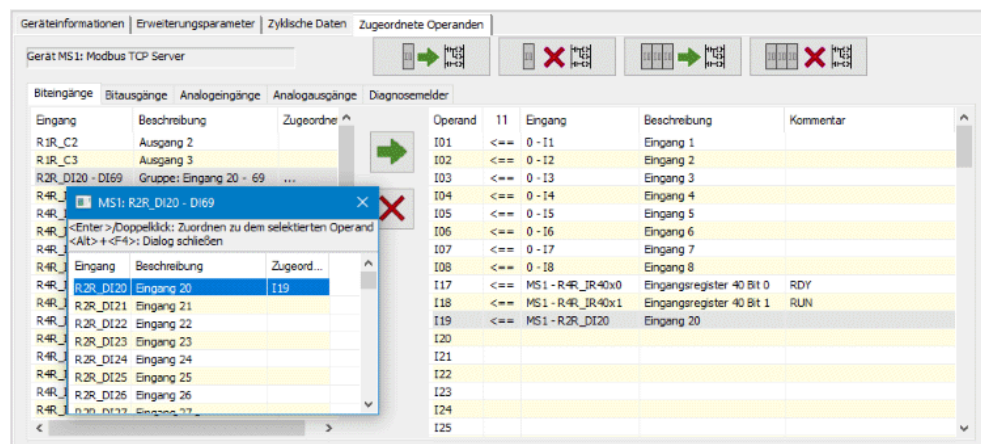 Geräteinformationen Erweiterungsparameter Zyklische Daten Zugeordnete Operanden
Gerät MS1: Modbus TCP Server
Biteingänge Bitausgänge Analogeingänge Analogausgänge Diagnosemelder
Eingang Beschreibung Zugeordne
R1R_C2 Ausgang 2
R1R_C3 Ausgang 3
R2R_DI20 - DI69 Gruppe: Eingang 20 - 69 ...
MS1: R2R_DI20 - DI69
<Enter>/Doppelklick: Zuordnen zu dem selektierten Operand
<Alt>+<F4>: Dialog schließen
Eingang Beschreibung Zugeord...
R2R_DI20 Eingang 20 I19
R2R_DI21 Eingang 21
R2R_DI22 Eingang 22
R2R_DI23 Eingang 23
R2R_DI24 Eingang 24
R2R_DI25 Eingang 25
R2R_DI26 Eingang 26
R2R_DI27 Eingang 27
Operand 11 Eingang Beschreibung Kommentar
I01 <== 0 - I1 Eingang 1
I02 <== 0 - I2 Eingang 2
I03 <== 0 - I3 Eingang 3
I04 <== 0 - I4 Eingang 4
I05 <== 0 - I5 Eingang 5
I06 <== 0 - I6 Eingang 6
I07 <== 0 - I7 Eingang 7
I08 <== 0 - I8 Eingang 8
I17 <== MS1 - R4R_IR40x0 Eingangsregister 40 Bit 0 RDY
I18 <== MS1 - R4R_IR40x1 Eingangsregister 40 Bit 1 RUN
I19 <== MS1 - R2R_DI20 Eingang 20
I20
I21
I22
I23
I24
I25